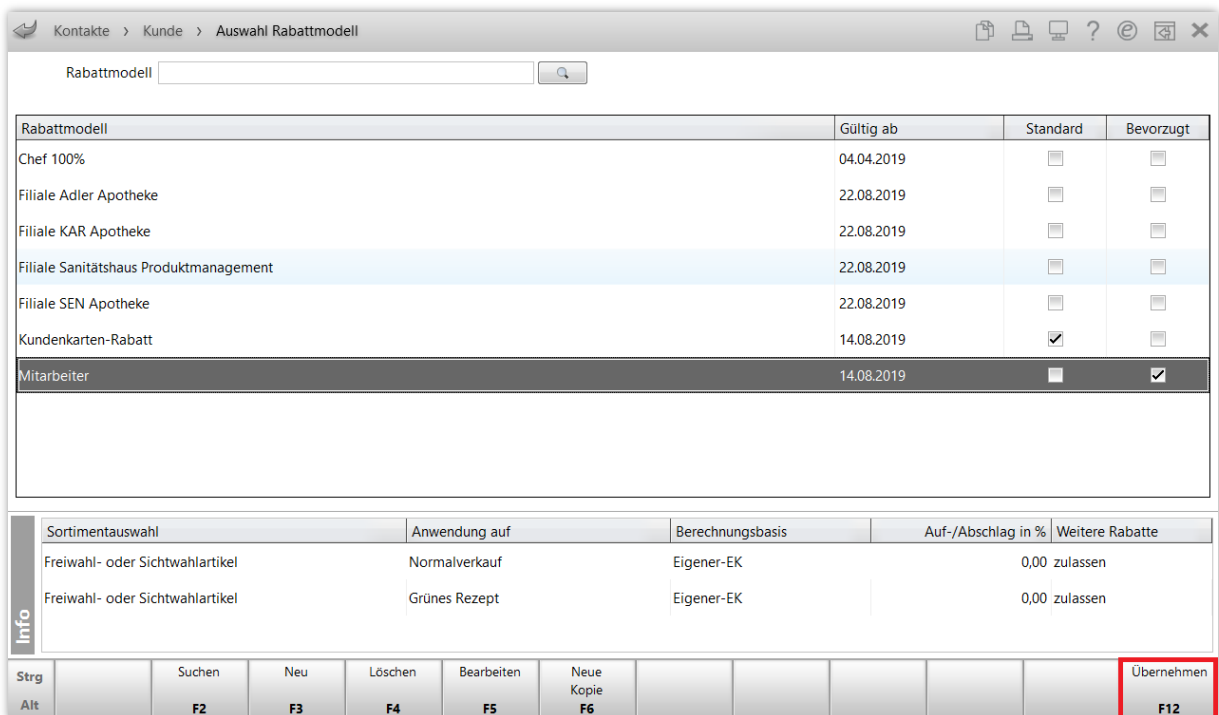 Kontakte > Kunde > Auswahl Rabattmodell
Rabattmodell
Rabattmodell Gültig ab Standard Bevorzugt
Chef 100% 04.04.2019
Filiale Adler Apotheke 22.08.2019
Filiale KAR Apotheke 22.08.2019
Filiale Sanitätshaus Produktmanagement 22.08.2019
Filiale SEN Apotheke 22.08.2019
Kundenkarten-Rabatt 14.08.2019
Mitarbeiter 14.08.2019
Info
Sortimentauswahl Anwendung auf Berechnungsbasis Auf-/Abschlag in % Weitere Rabatte
Freiwahl- oder Sichtwahlartikel Normalverkauf Eigener-EK 0,00 zulassen
Freiwahl- oder Sichtwahlartikel Grünes Rezept Eigener-EK 0,00 zulassen
Strg Suchen Neu Löschen Bearbeiten Neue Kopie Übernehmen
Alt F2 F3 F4 F5 F6 F12